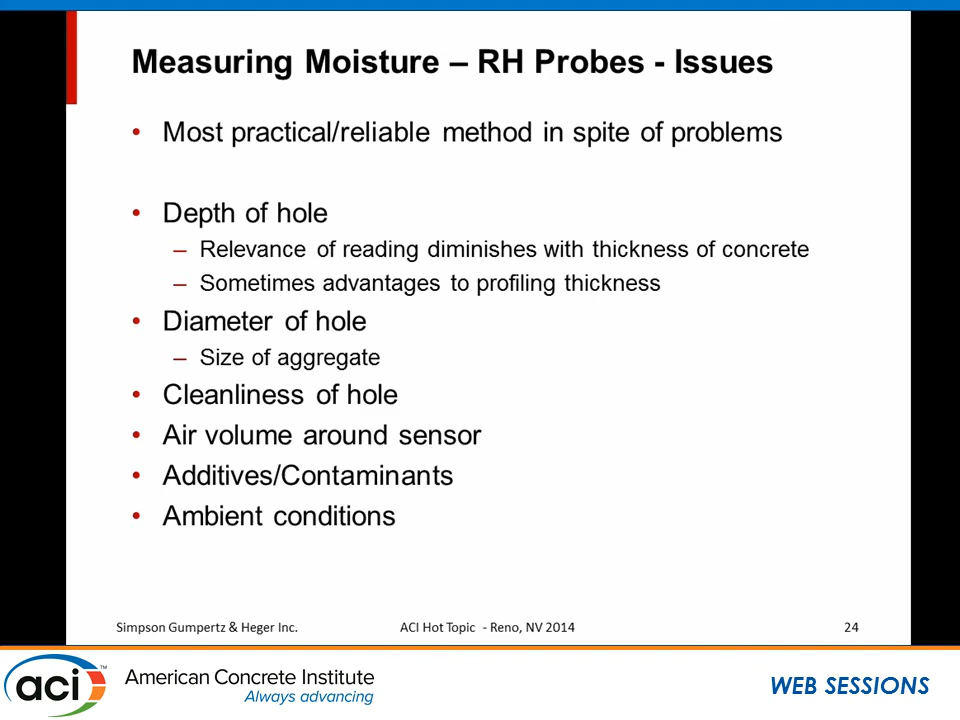 Measuring Moisture – RH Probes - Issues
• Most practical/reliable method in spite of problems
• Depth of hole
– Relevance of reading diminishes with thickness of concrete
– Sometimes advantages to profiling thickness
• Diameter of hole
– Size of aggregate
• Cleanliness of hole
• Air volume around sensor
• Additives/Contaminants
• Ambient conditions
Simpson Gumpertz & Heger Inc. ACI Hot Topic - Reno, NV 2014 24
aci™ American Concrete Institute
Always advancing
WEB SESSIONS